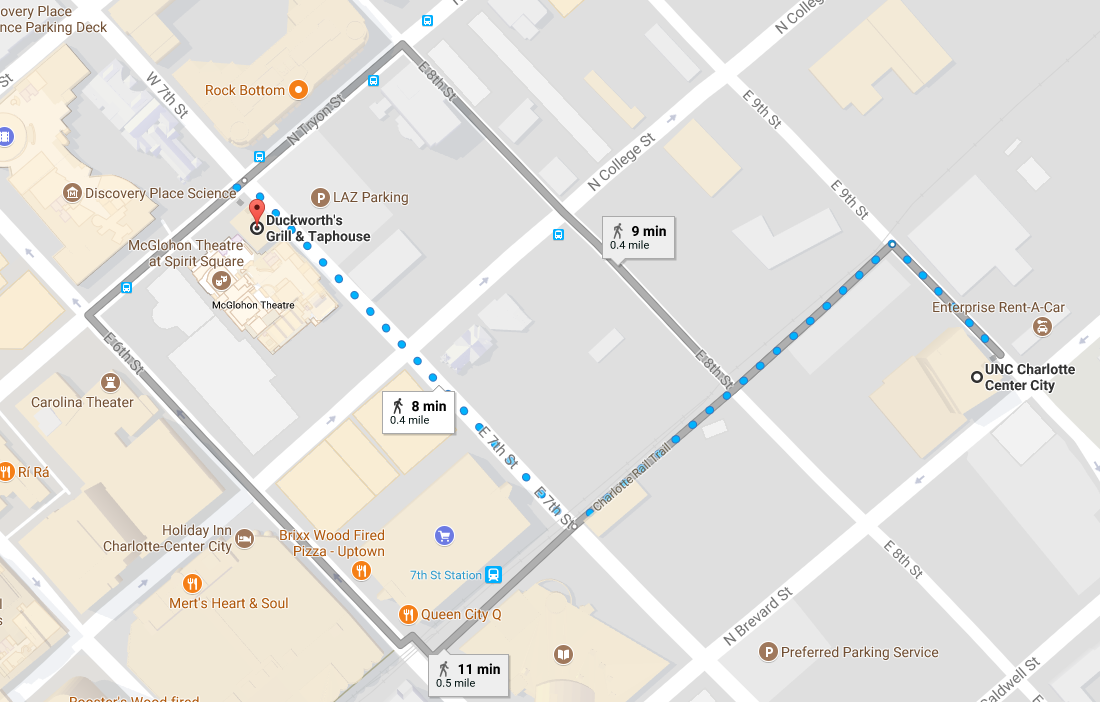 overy Place
nce Parking Deck
N College
W 7th St
Rock Bottom
E 8th St
N Tryon St
E 9th St
N College St
Discovery Place Science
P
LAZ Parking
E 9th St
Duckworth's
Grill & Taphouse
McGlohon Theatre
at Spirit Square
9 min
0.4 mile
McGlohon Theatre
Enterprise Rent-A-Car
E 6th St
E 8th St
UNC Charlotte
Center City
Carolina Theater
8 min
0.4 mile
E 7th St
Charlotte Rail Trail
Rí Rá
E 7th St
Holiday Inn
Charlotte-Center City
Brixx Wood Fired
Pizza - Uptown
7th St Station
E 8th St
Mert's Heart & Soul
Queen City Q
N Brevard St
P
Preferred Parking Service
11 min
0.5 mile
Caldwell St